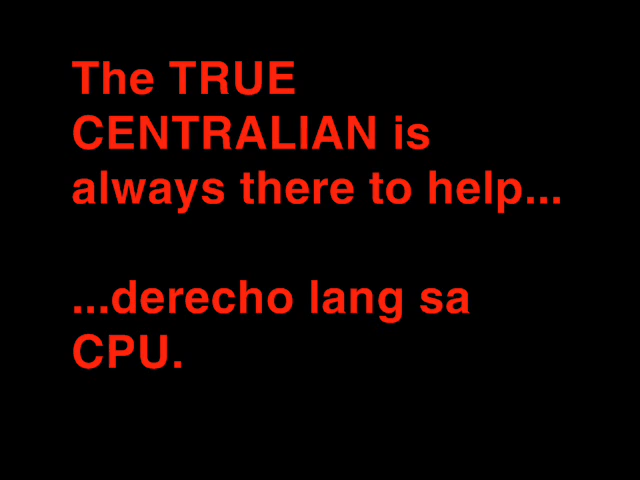 The TRUE
CENTRALIAN is
always there to help...
...derecho lang sa
CPU.